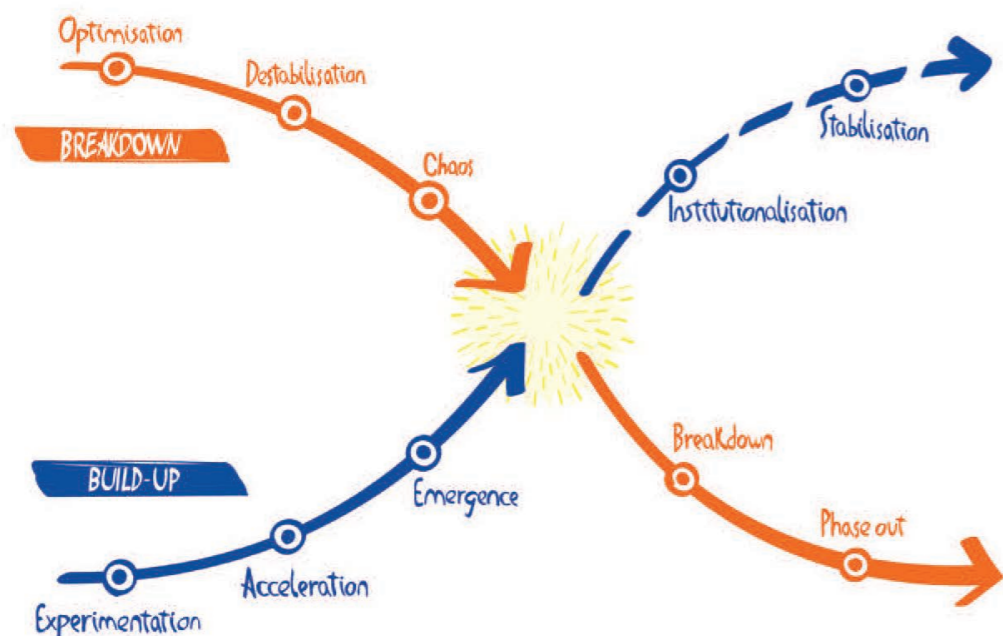 Optimisation
Destabilisation
BREAKDOWN
Chaos
Stabilisation
Institutionalisation
BUILD-UP
Emergence
Acceleration
Experimentation
Breakdown
Phase out